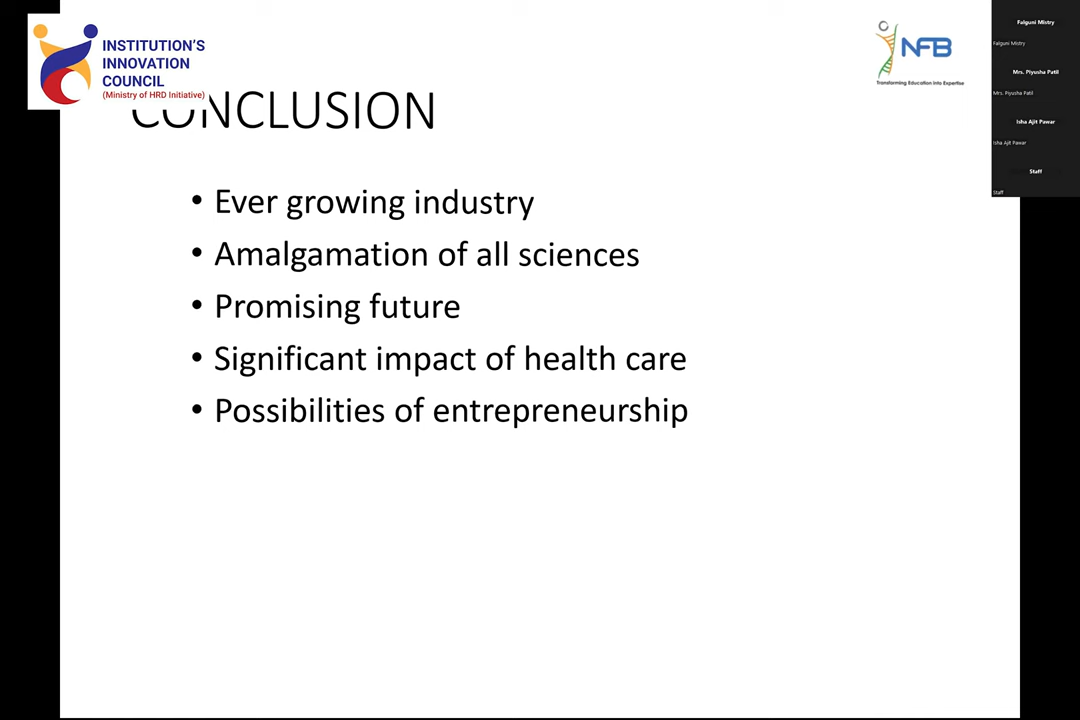 INSTITUTION'S
INNOVATION
COUNCIL
(Ministry of HRD Initiative)
NFB
Transforming Education Into Expertise
CONCLUSION
• Ever growing industry
• Amalgamation of all sciences
• Promising future
• Significant impact of health care
• Possibilities of entrepreneurship
Falguni Mistry
Falguni Mistry
Mrs. Piyusha Patil
Mrs. Piyusha Patil
Isha Ajit Pawar
Isha Ajit Pawar
Staff
Staff